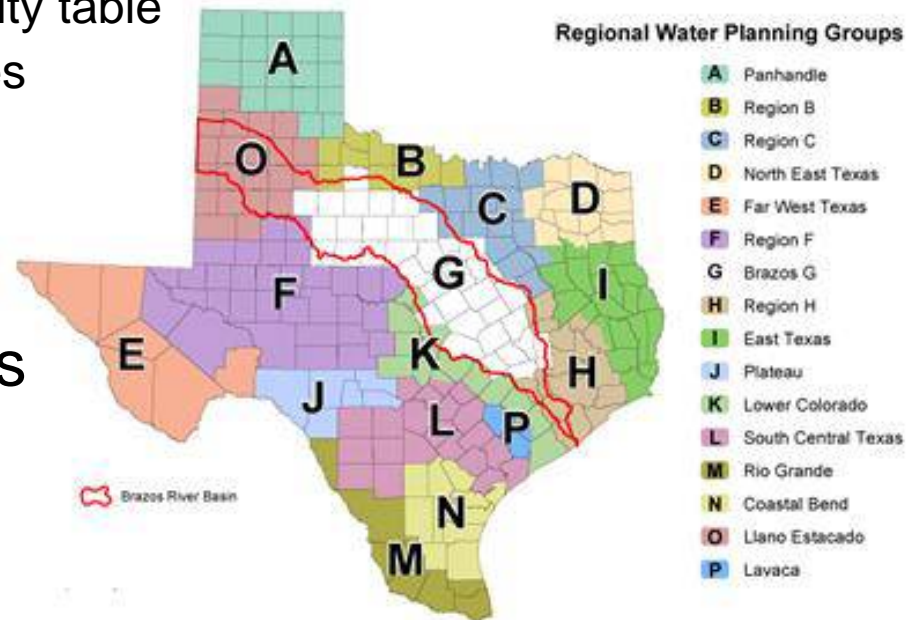 ity table
s
s
Regional Water Planning Groups
A Panhandle
B Region B
C Region C
D North East Texas
E Far West Texas
F Region F
G Brazos G
H Region H
I East Texas
J Plateau
K Lower Colorado
L South Central Texas
M Rio Grande
N Coastal Bend
O Llano Estacado
P Lavaca
A
O
B
C
D
G
I
F
E
K
H
J
L
P
N
M
Brazos River Basin